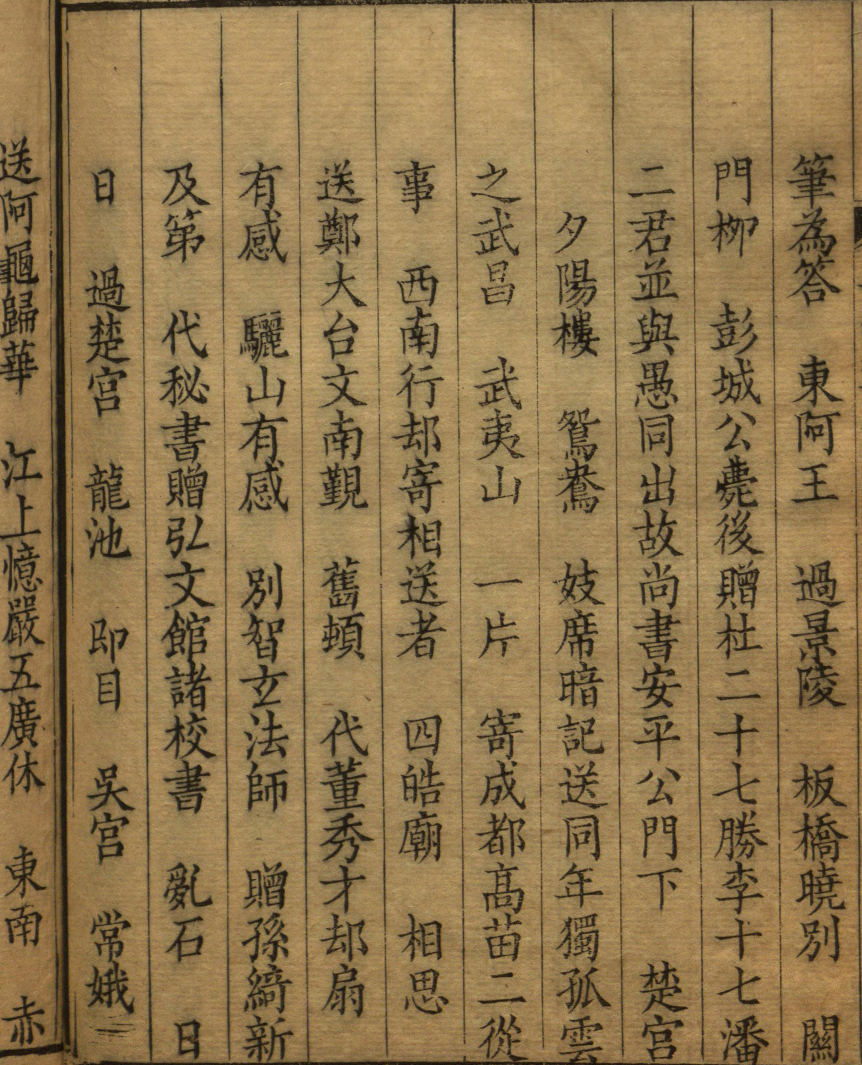 筆為答　東阿王　過景陵　板橋曉別　關
門柳　彭城公薨後贈杜二十七勝李十七潘
二君並與愚同出故尚書安平公門下　楚宮
夕陽樓　鴛鴦　妓席暗記送同年獨孤雲
之武昌　武夷山　一片　寄成都高苗二從
事　西南行却寄相送者　四皓廟　相思
送鄭大台文南覲　舊頓　代董秀才却扇
有感　驪山有感　別智玄法師　贈孫綺新
及第　代秘書贈弘文館諸校書　亂石　日
日　過楚宮　龍池　即目　吳宮　常娥二
送阿龜歸華　江上憶嚴五廣休　東南　赤